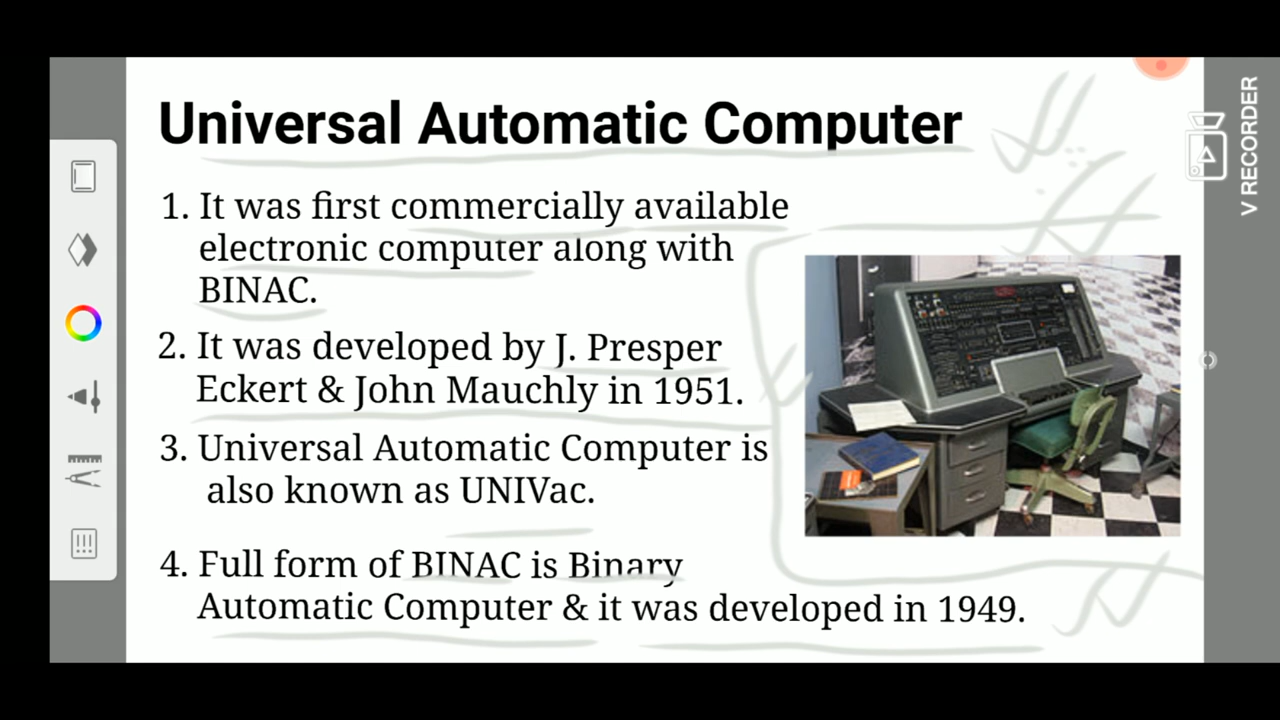 Universal Automatic Computer
1. It was first commercially available
electronic computer along with
BINAC.
2. It was developed by J. Presper
Eckert & John Mauchly in 1951.
3. Universal Automatic Computer is
also known as UNIVac.
4. Full form of BINAC is Binary
Automatic Computer & it was developed in 1949.
V RECORDER